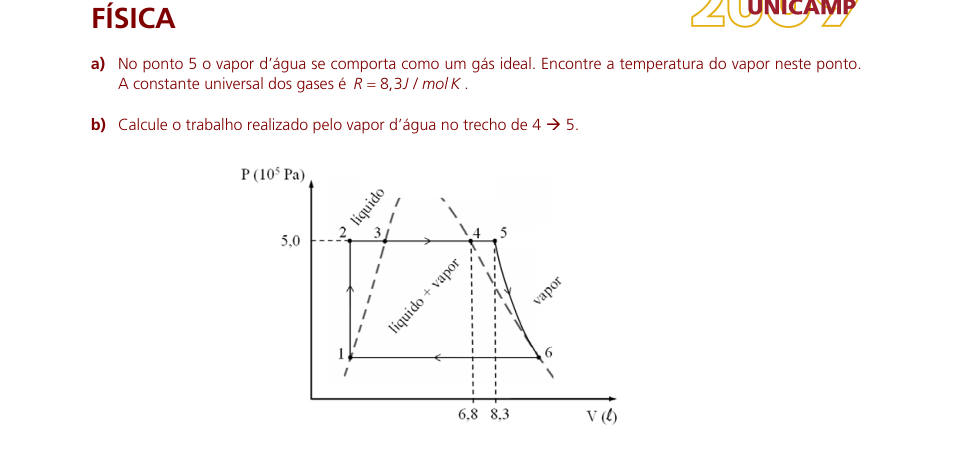 2009
UNICAMP
FÍSICA
a) No ponto 5 o vapor d'água se comporta como um gás ideal. Encontre a temperatura do vapor neste ponto.
A constante universal dos gases é R = 8,3J / mol K .
b) Calcule o trabalho realizado pelo vapor d'água no trecho de 4 → 5.
P (10⁵ Pa)
líquido
2 3 4 5
5,0
líquido + vapor
vapor
1 6
6,8 8,3 V (ℓ)